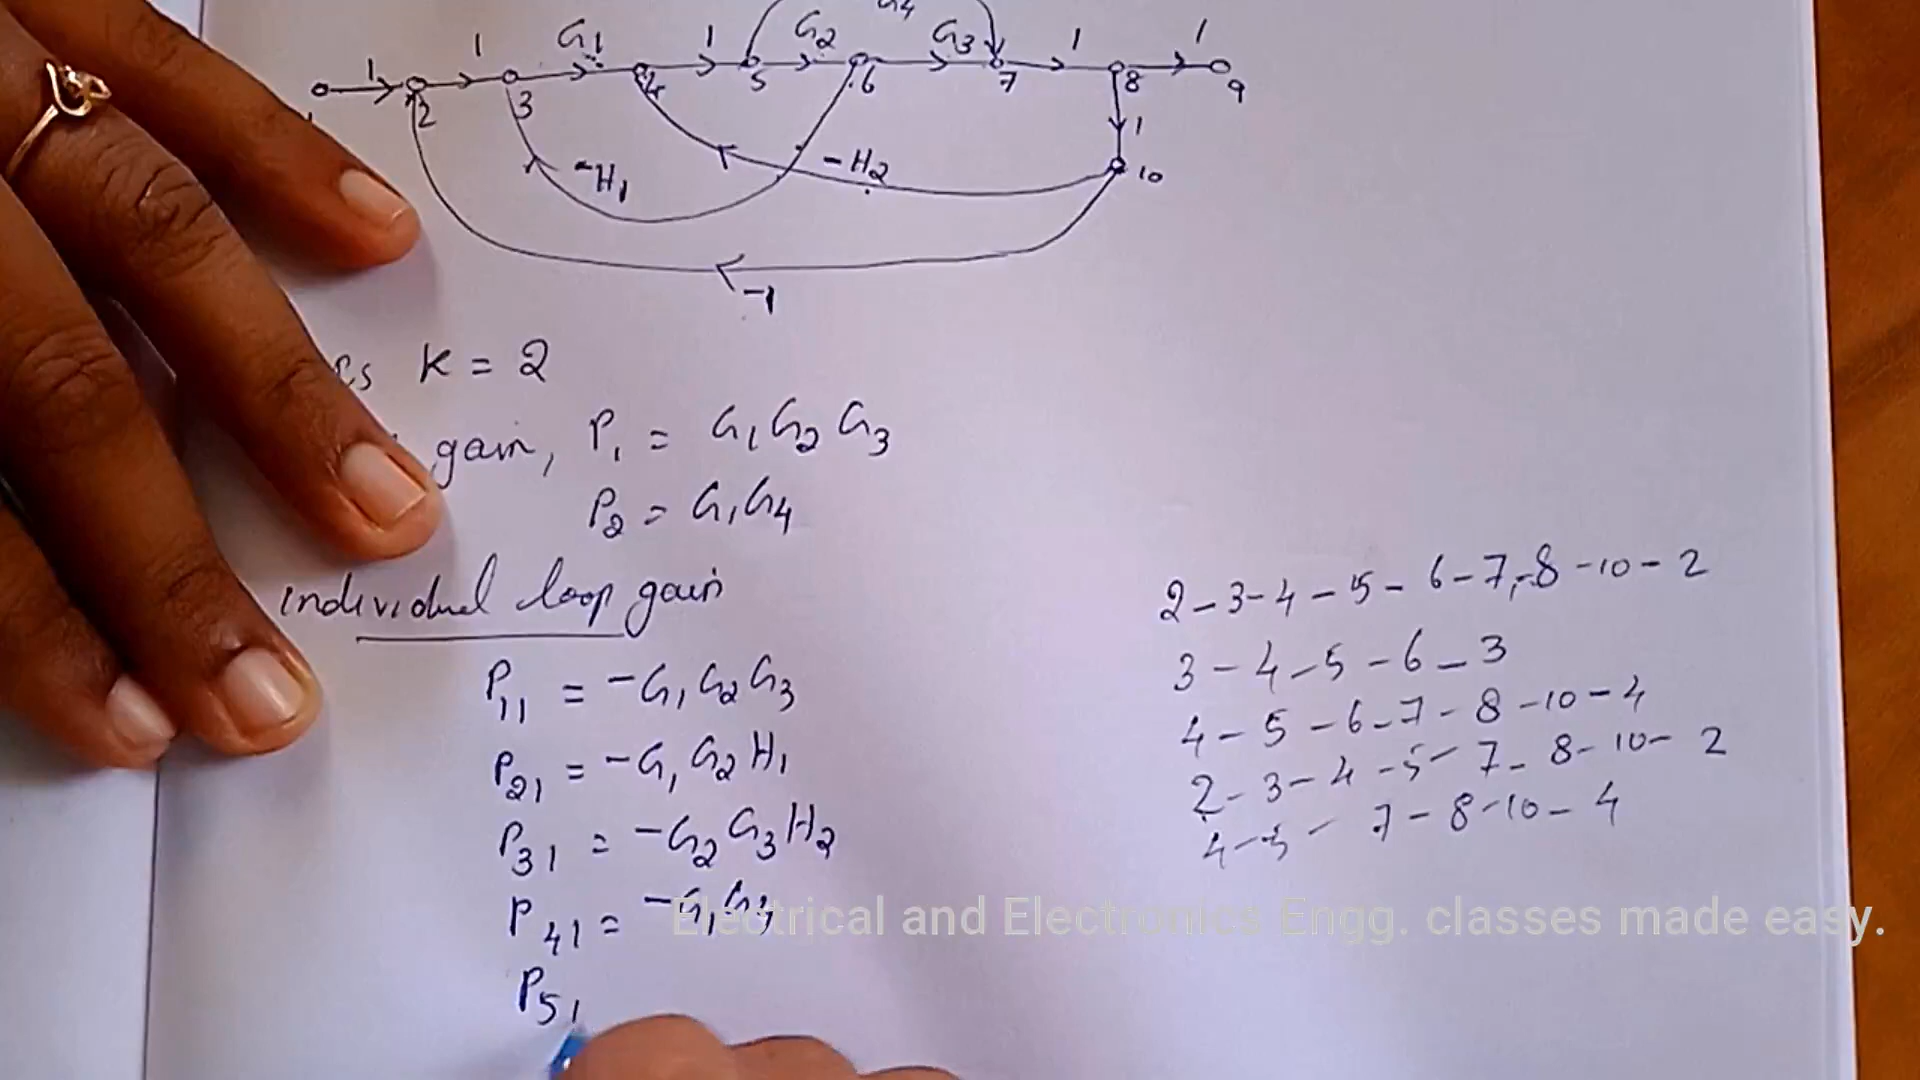 G4
1 1 G1 1 G2 G3 1 1
2 3 4 5 6 7 8 9
1
-H1 -H2 10
-1
K = 2
gain, P1 = G1G2G3
P2 = G1G4
individual loop gain
P11 = -G1G2G3
P21 = -G1G2H1
P31 = -G2G3H2
P41 = -G1G4
P51
2-3-4-5-6-7-8-10-2
3-4-5-6-3
4-5-6-7-8-10-4
2-3-4-5-7-8-10-2
4-5-7-8-10-4
Electrical and Electronics Engg. classes made easy.